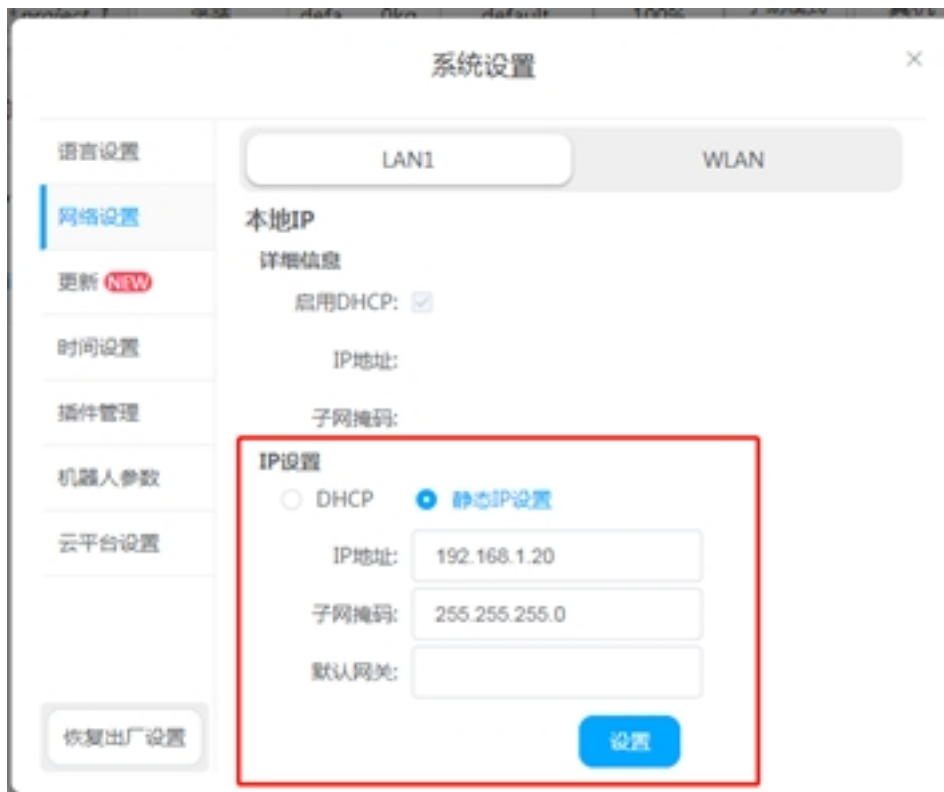 系统设置
语言设置
网络设置
更新 NEW
时间设置
插件管理
机器人参数
云平台设置
恢复出厂设置
LAN1
WLAN
本地IP
详细信息
启用DHCP:
IP地址:
子网掩码:
IP设置
DHCP 静态IP设置
IP地址: 192.168.1.20
子网掩码: 255.255.255.0
默认网关:
设置